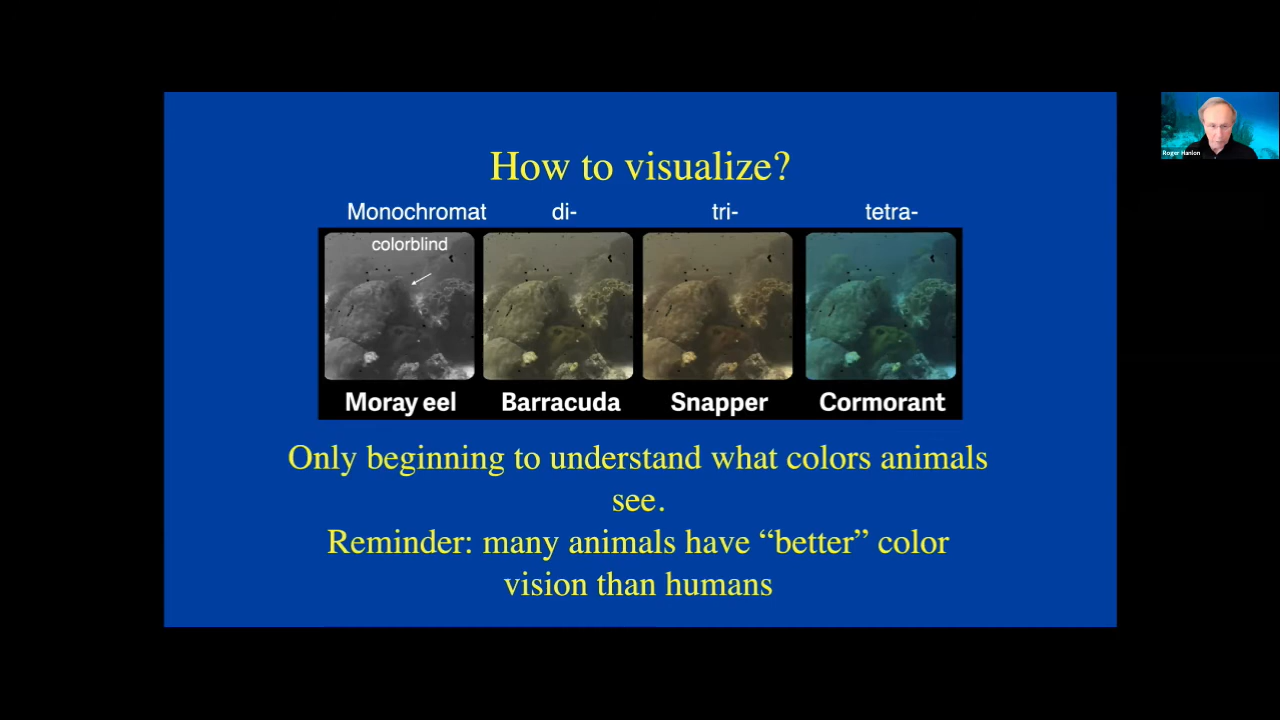 How to visualize?
Monochromat di- tri- tetra-
colorblind
Moray eel Barracuda Snapper Cormorant
Only beginning to understand what colors animals
see.
Reminder: many animals have “better” color
vision than humans
Roger Hanlon